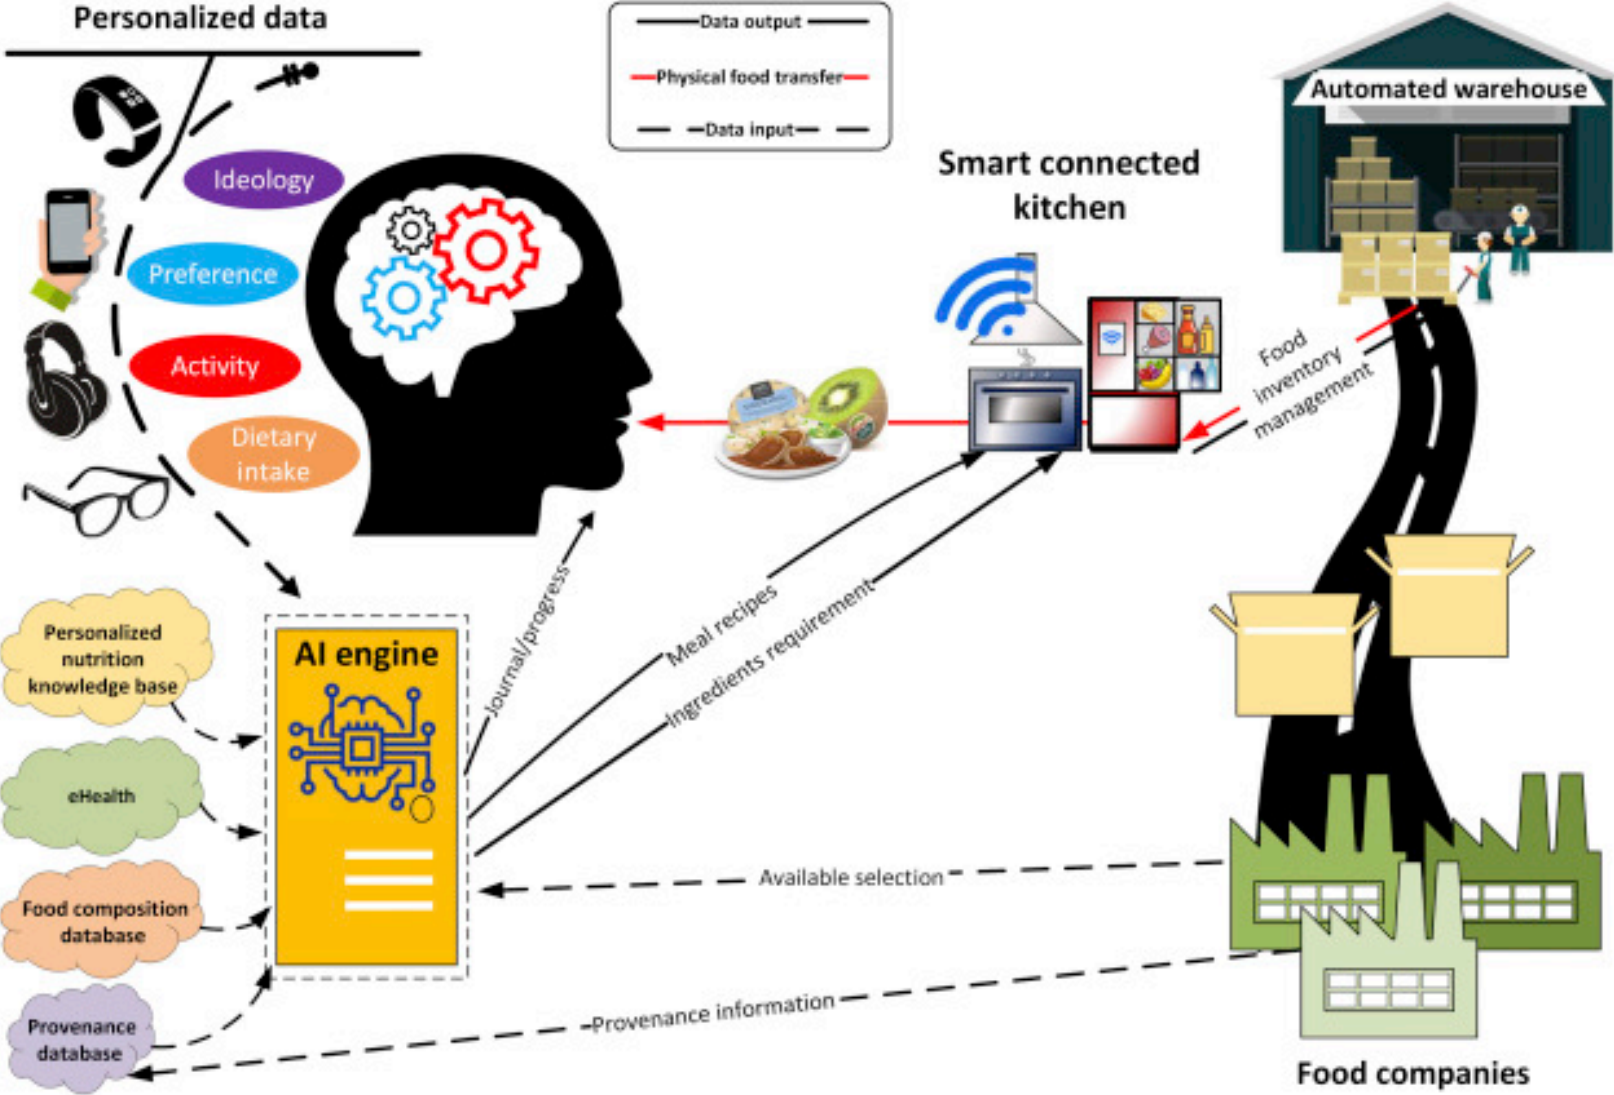 Personalized data
Data output
Physical food transfer
Data input
Automated warehouse
Smart connected
kitchen
Ideology
Preference
Activity
Dietary
intake
Food
inventory
management
Personalized
nutrition
knowledge base
eHealth
Food composition
database
Provenance
database
AI engine
Journal/progress
Meal recipes
Ingredients requirement
Available selection
Provenance information
Food companies